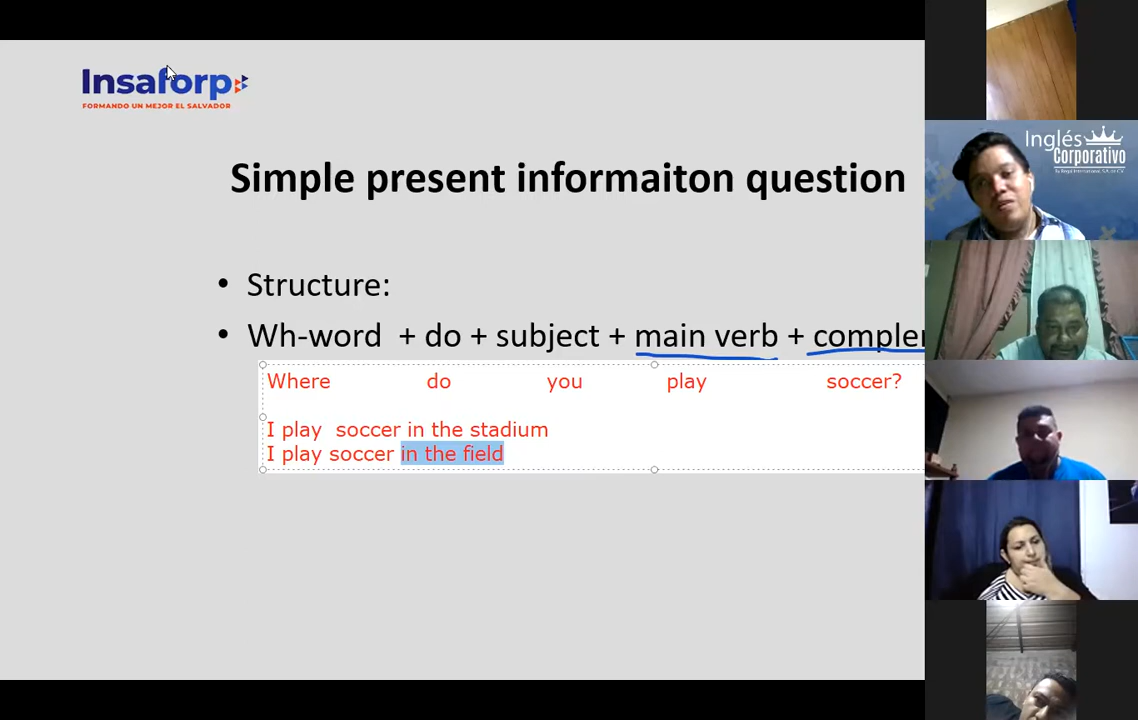 Insaforp
FORMANDO UN MEJOR EL SALVADOR
Simple present informaiton question
• Structure:
• Wh-word + do + subject + main verb + complem
Where do you play soccer?
I play soccer in the stadium
I play soccer in the field
Inglés
Corporativo